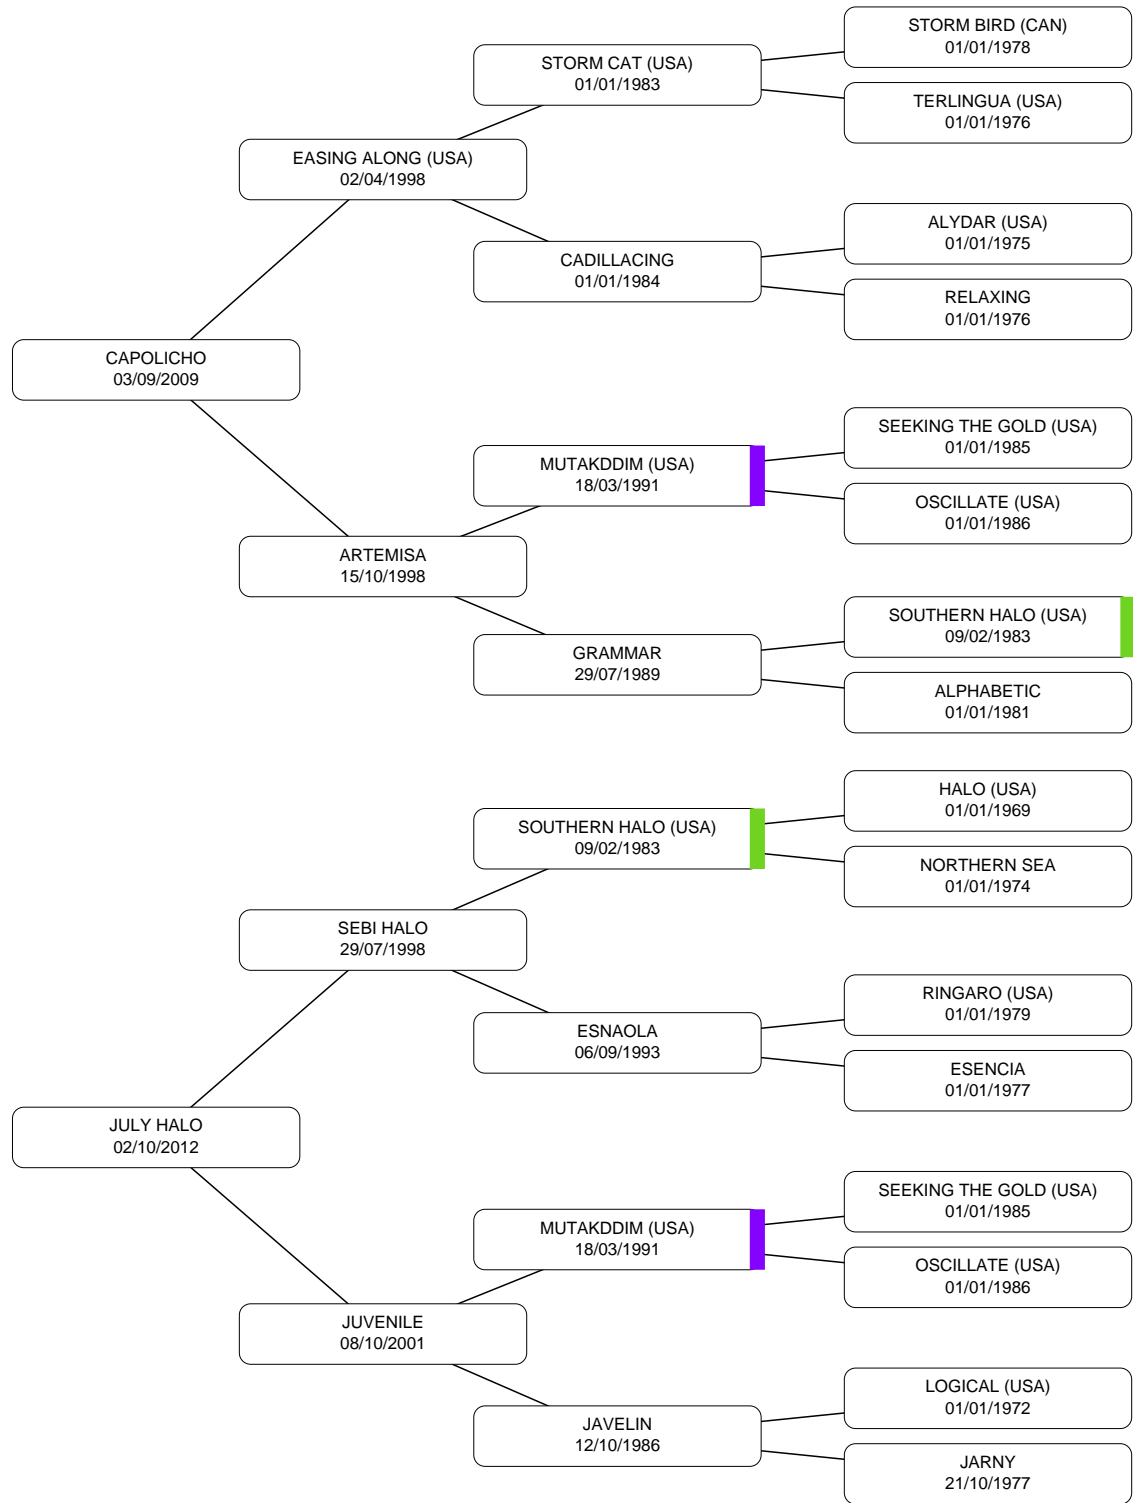 STORM BIRD (CAN)
01/01/1978
STORM CAT (USA)
01/01/1983
TERLINGUA (USA)
01/01/1976
EASING ALONG (USA)
02/04/1998
ALYDAR (USA)
01/01/1975
CADILLACING
01/01/1984
RELAXING
01/01/1976
CAPOLICHO
03/09/2009
SEEKING THE GOLD (USA)
01/01/1985
MUTAKDDIM (USA)
18/03/1991
OSCILLATE (USA)
01/01/1986
ARTEMISA
15/10/1998
SOUTHERN HALO (USA)
09/02/1983
GRAMMAR
29/07/1989
ALPHABETIC
01/01/1981
HALO (USA)
01/01/1969
SOUTHERN HALO (USA)
09/02/1983
NORTHERN SEA
01/01/1974
SEBI HALO
29/07/1998
RINGARO (USA)
01/01/1979
ESNAOLA
06/09/1993
ESENCIA
01/01/1977
JULY HALO
02/10/2012
SEEKING THE GOLD (USA)
01/01/1985
MUTAKDDIM (USA)
18/03/1991
OSCILLATE (USA)
01/01/1986
JUVENILE
08/10/2001
LOGICAL (USA)
01/01/1972
JAVELIN
12/10/1986
JARNY
21/10/1977